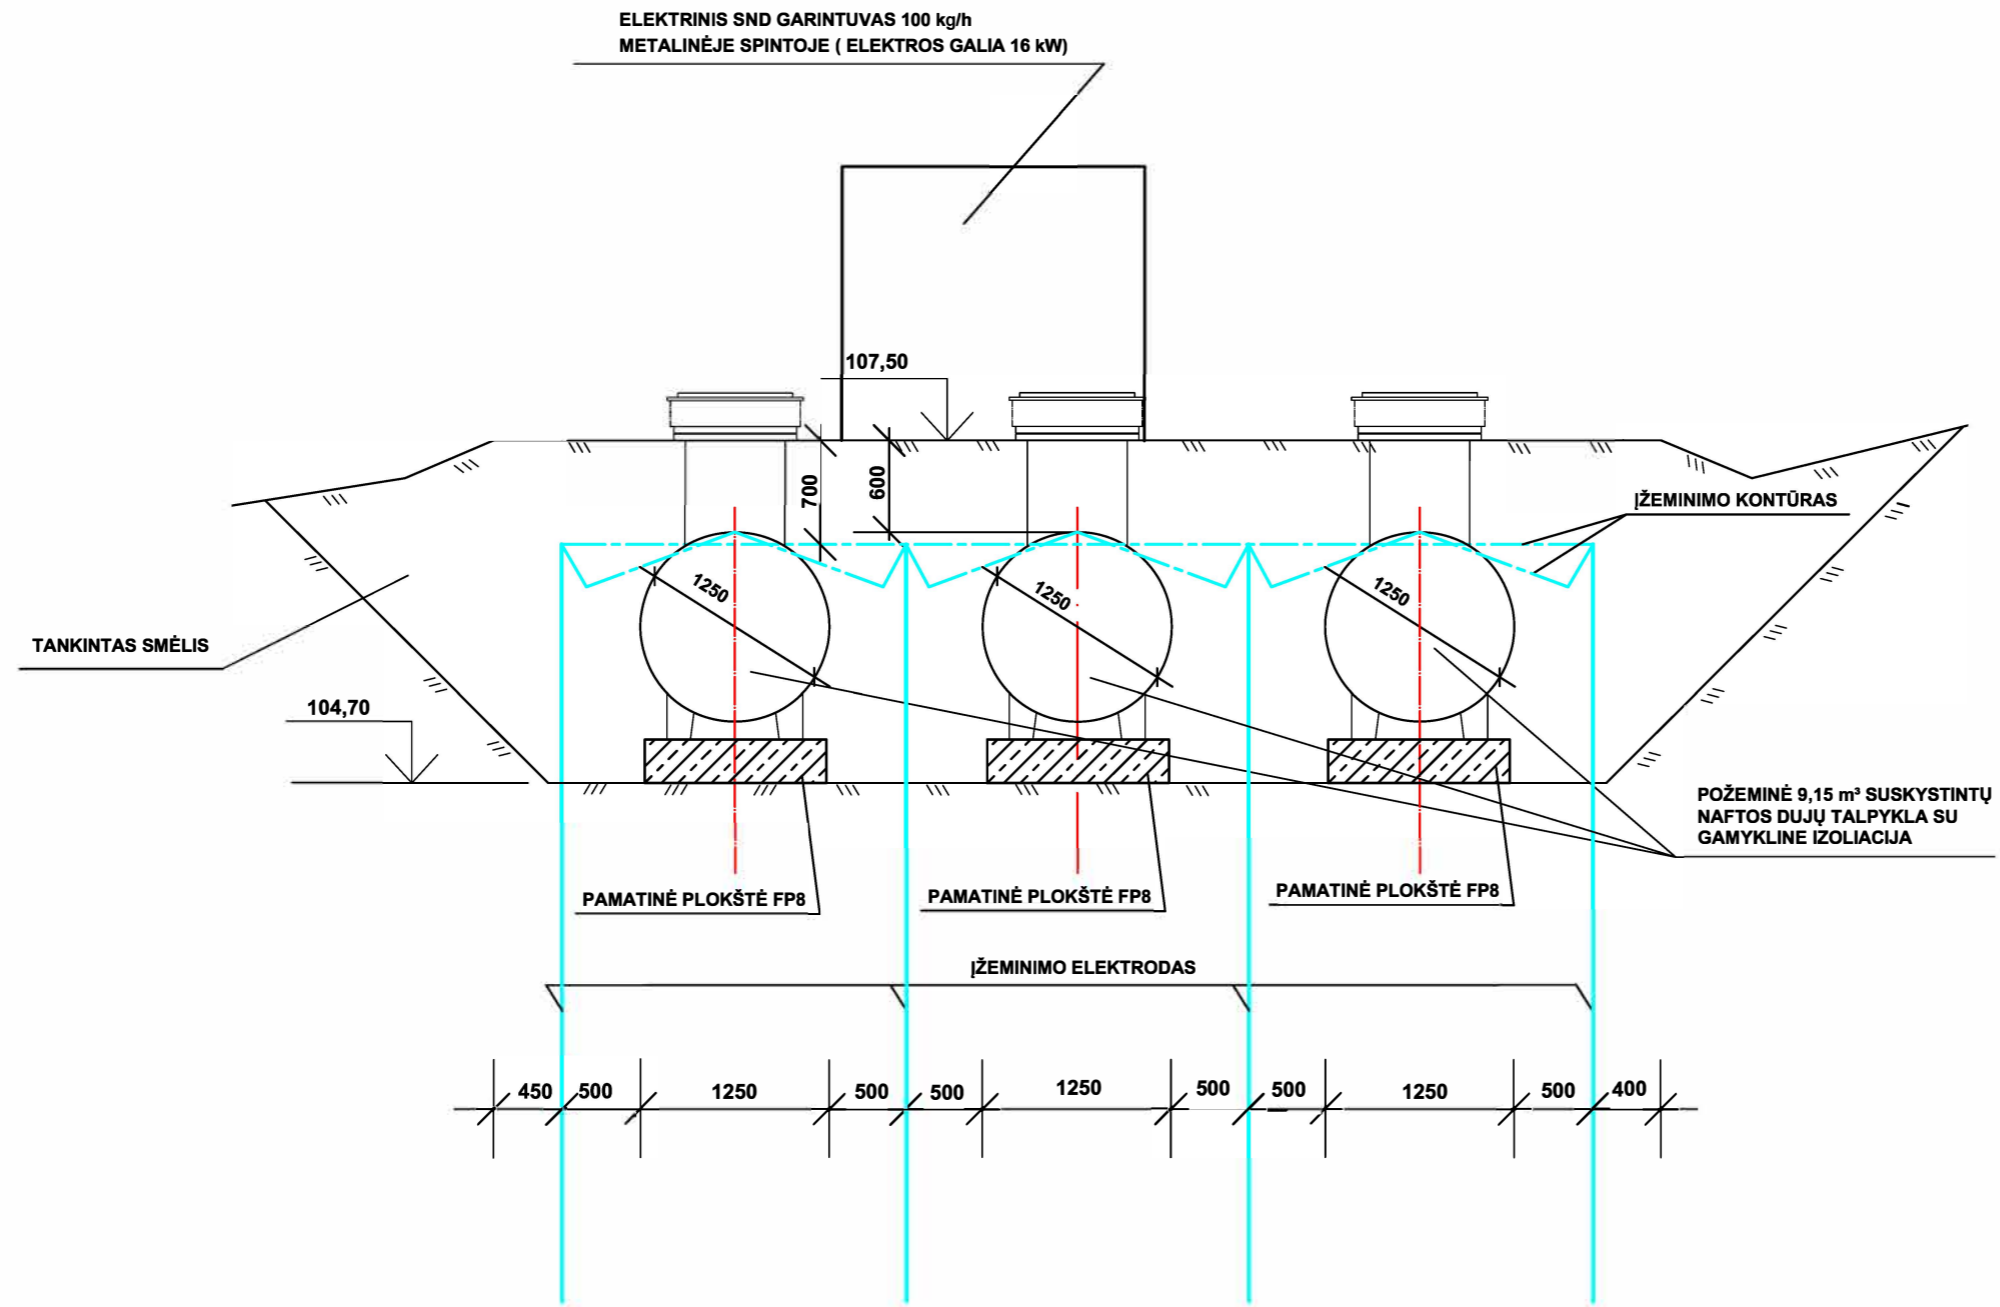 ELEKTRINIS SND GARINTUVAS 100 kg/h
METALINĖJE SPINTOJE ( ELEKTROS GALIA 16 kW)
107,50
700
600
ĮŽEMINIMO KONTŪRAS
1250
1250
1250
TANKINTAS SMĖLIS
104,70
POŽEMINĖ 9,15 m³ SUSKYSTINTŲ
NAFTOS DUJŲ TALPYKLA SU
GAMYKLINE IZOLIACIJA
PAMATINĖ PLOKŠTĖ FP8
PAMATINĖ PLOKŠTĖ FP8
PAMATINĖ PLOKŠTĖ FP8
ĮŽEMINIMO ELEKTRODAS
450 500 1250 500 500 1250 500 500 1250 500 400